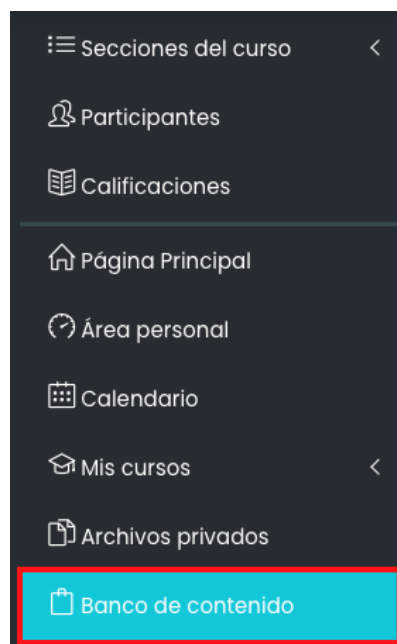 Secciones del curso
Participantes
Calificaciones
Página Principal
Área personal
Calendario
Mis cursos
Archivos privados
Banco de contenido